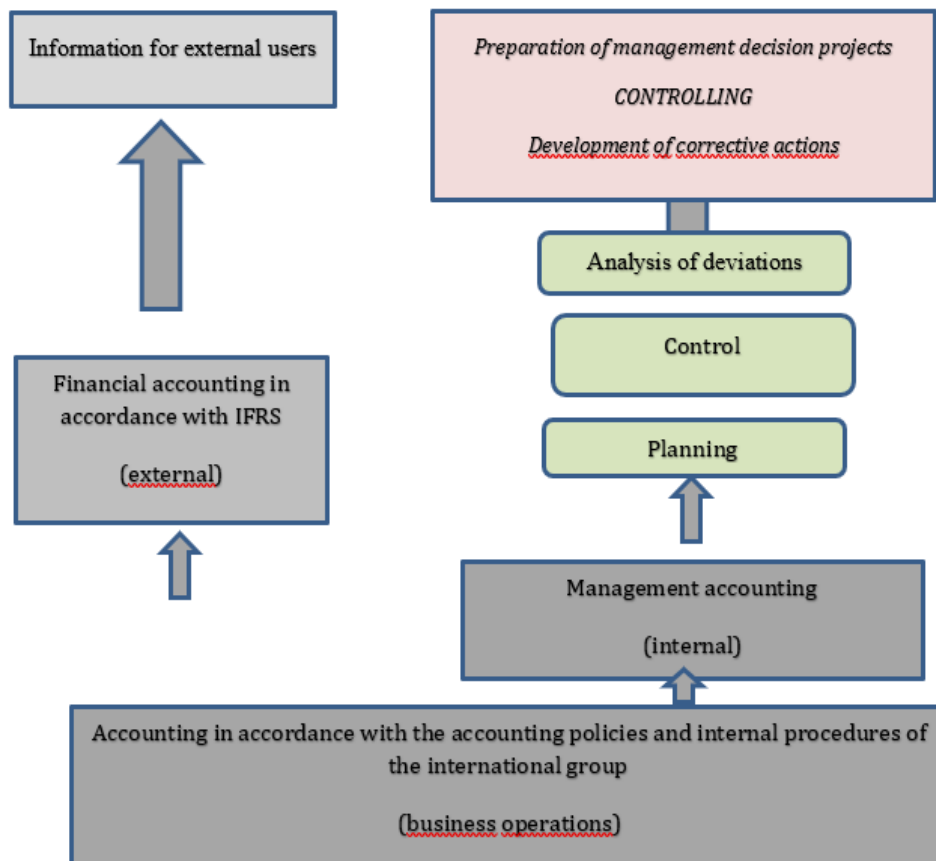 Information for external users
Preparation of management decision projects
CONTROLLING
Development of corrective actions
Analysis of deviations
Control
Planning
Financial accounting in
accordance with IFRS
(external)
Management accounting
(internal)
Accounting in accordance with the accounting policies and internal procedures of
the international group
(business operations)